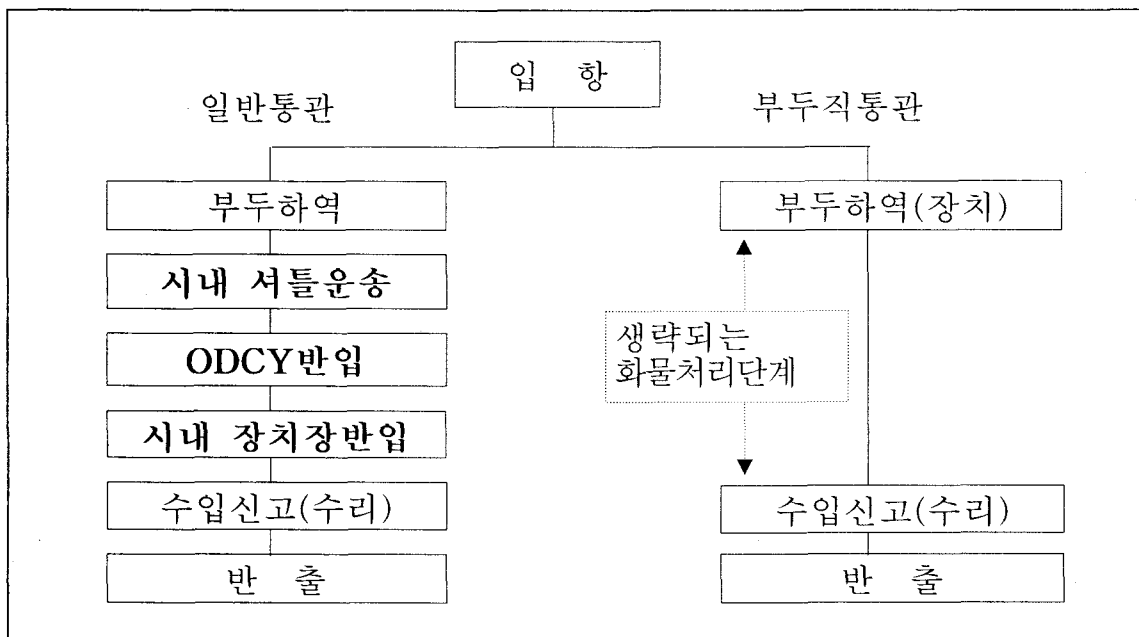 입 항
일반통관
부두직통관
부두하역
시내 셔틀운송
ODCY반입
시내 장치장반입
수입신고(수리)
반 출
부두하역(장치)
생략되는
화물처리단계
수입신고(수리)
반 출